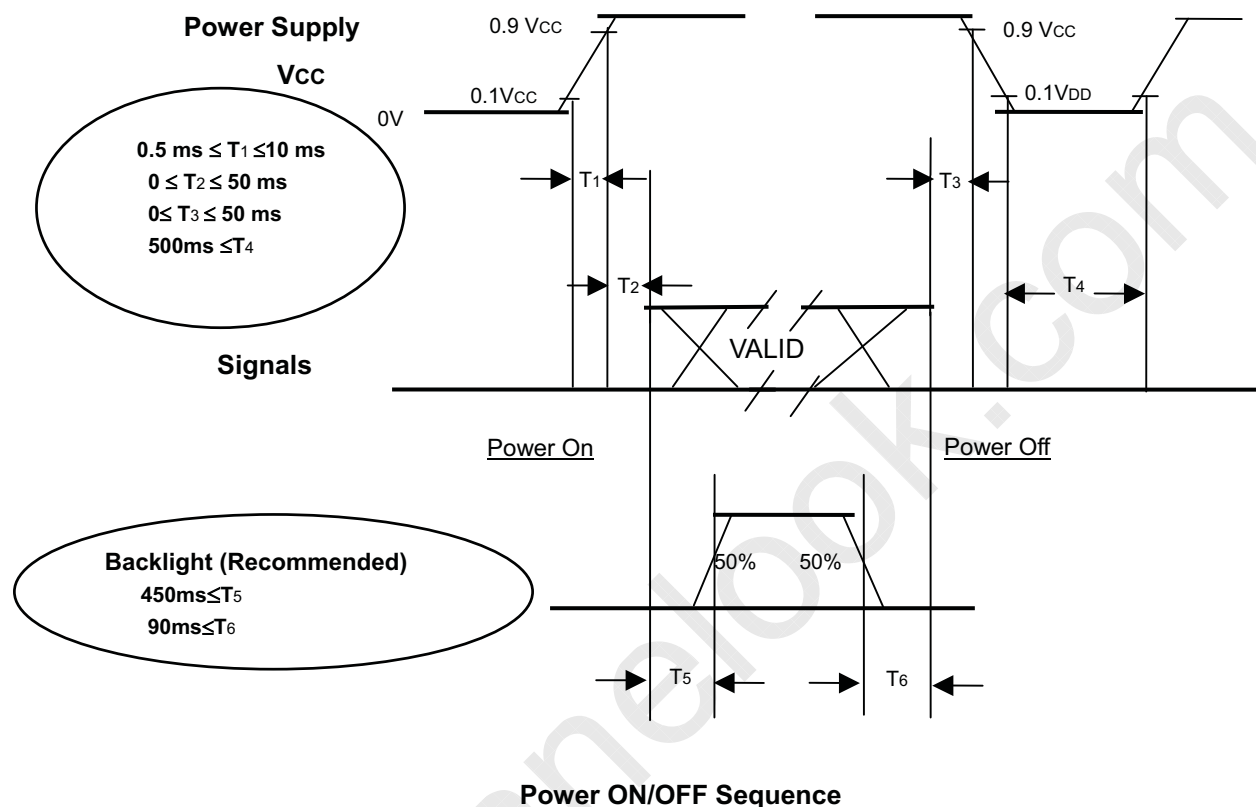 Power Supply
0.9 VCC
0.9 VCC
VCC
0.1VCC
0.1VDD
0V
0.5 ms ≤ T1 ≤10 ms
0 ≤ T2 ≤ 50 ms
0≤ T3 ≤ 50 ms
500ms ≤T4
T1
T3
T2
T4
VALID
Signals
Power On
Power Off
Backlight (Recommended)
450ms≤T5
90ms≤T6
50%
50%
T5
T6
nelook.com
Power ON/OFF Sequence